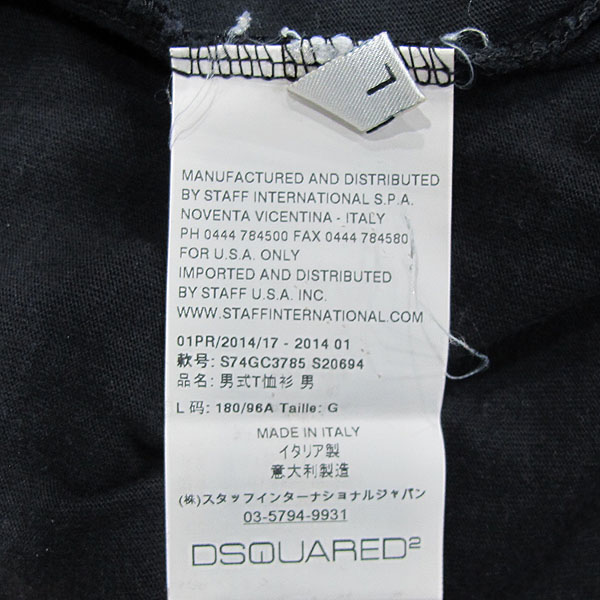 L
MANUFACTURED AND DISTRIBUTED
BY STAFF INTERNATIONAL S.P.A.
NOVENTA VICENTINA - ITALY
PH 0444 784500 FAX 0444 784580
FOR U.S.A. ONLY
IMPORTED AND DISTRIBUTED
BY STAFF U.S.A. INC.
WWW.STAFFINTERNATIONAL.COM
01PR/2014/17 - 2014 01
款号: S74GC3785 S20694
品名: 男式T恤衫 男
L 码: 180/96A Taille: G
MADE IN ITALY
イタリア製
意大利製造
(株)スタッフインターナショナルジャパン
03-5794-9931
DSQUARED²